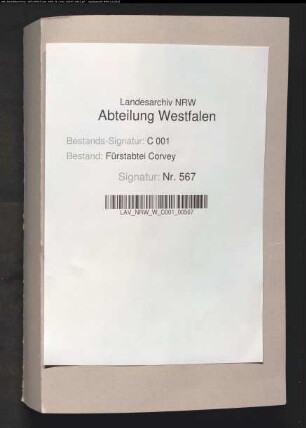 Landesarchiv NRW
Abteilung Westfalen
Bestands-Signatur: C 001
Bestand: Fürstabtei Corvey
Signatur: Nr. 567
LAV_NRW_W_C001_00567